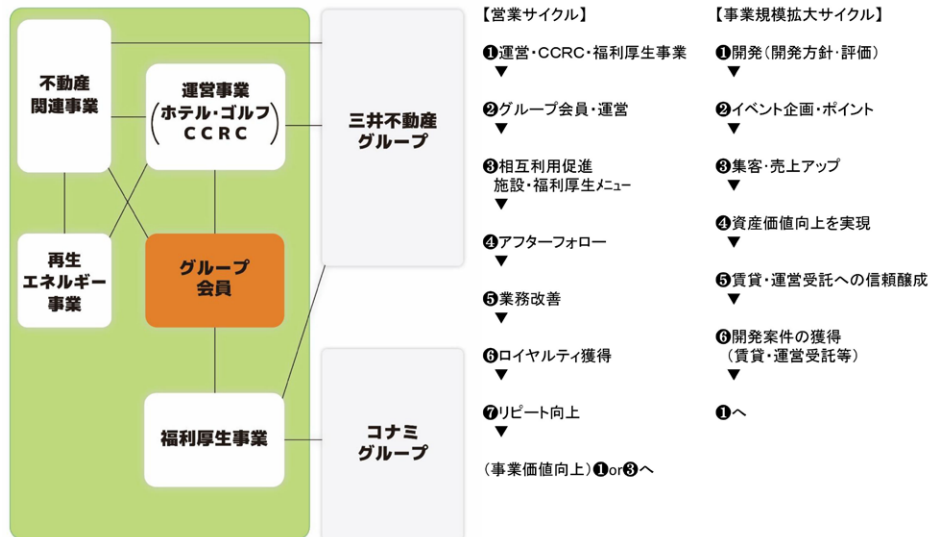 不動産
関連事業
運営事業
(ホテル・ゴルフ
CCRC)
三井不動産
グループ
再生
エネルギー
事業
グループ
会員
福利厚生事業
コナミ
グループ
【営業サイクル】
❶運営・CCRC・福利厚生事業
▼
❷グループ会員・運営
▼
❸相互利用促進
施設・福利厚生メニュー
▼
❹アフターフォロー
▼
❺業務改善
▼
❻ロイヤルティ獲得
▼
❼リピート向上
▼
(事業価値向上)❶or❸へ
【事業規模拡大サイクル】
❶開発(開発方針・評価)
▼
❷イベント企画・ポイント
▼
❸集客・売上アップ
▼
❹資産価値向上を実現
▼
❺賃貸・運営受託への信頼醸成
▼
❻開発案件の獲得
(賃貸・運営受託等)
▼
❶へ